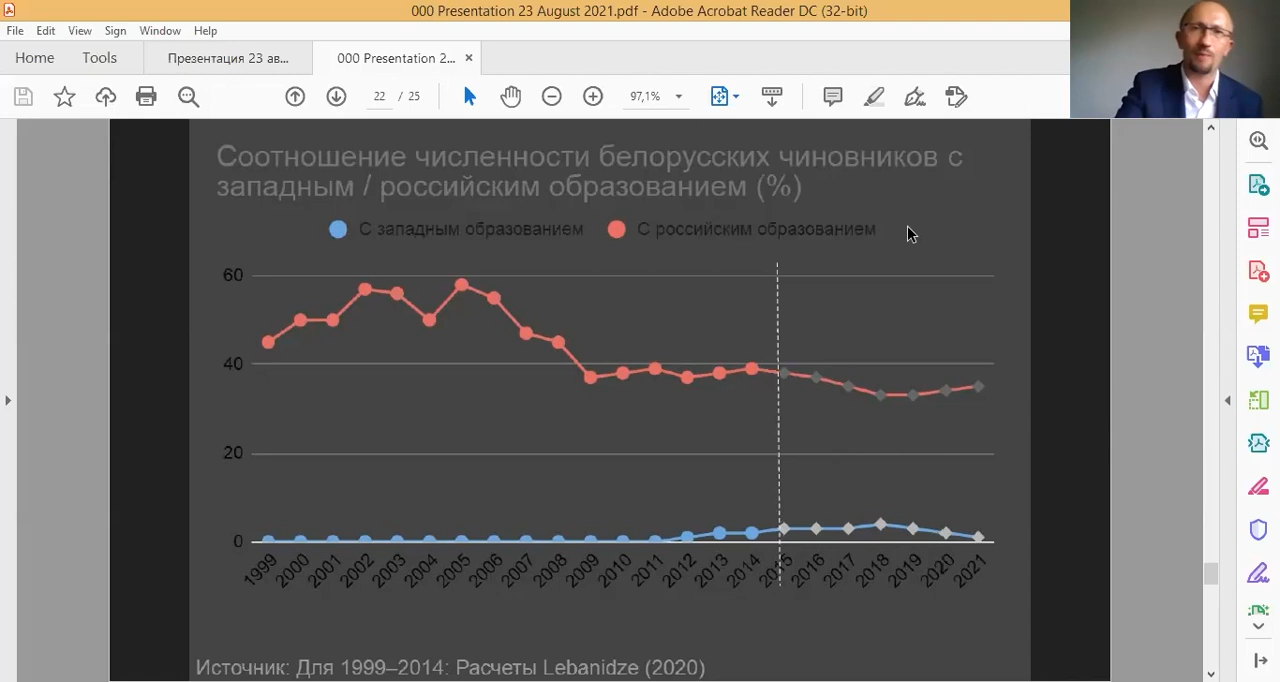 000 Presentation 23 August 2021.pdf - Adobe Acrobat Reader DC (32-bit)
File Edit View Sign Window Help
Home Tools Презентация 23 ав... 000 Presentation 2... ×
22 / 25 97,1%
Соотношение численности белорусских чиновников с
западным / российским образованием (%)
С западным образованием С российским образованием
60
40
20
0
1999 2000 2001 2002 2003 2004 2005 2006 2007 2008 2009 2010 2011 2012 2013 2014 2015 2016 2017 2018 2019 2020 2021
Источник: Для 1999–2014: Расчеты Lebanidze (2020)